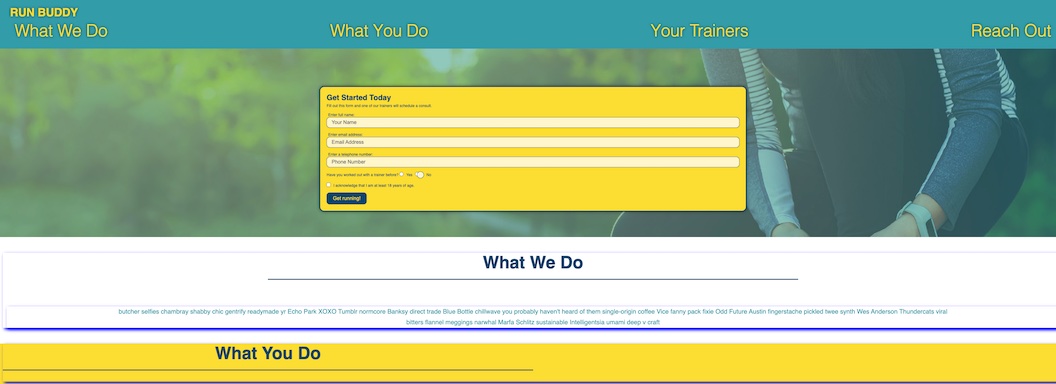 RUN BUDDY
What We Do What You Do Your Trainers Reach Out
Get Started Today
Fill out this form and one of our trainers will schedule a consult.
Enter full name:
Your Name
Enter email address:
Email Address
Enter a telephone number:
Phone Number
Have you worked out with a trainer before? Yes No
I acknowledge that I am at least 18 years of age.
Get running!
What We Do
butcher selfies chambray shabby chic gentrify readymade yr Echo Park XOXO Tumblr normcore Banksy direct trade Blue Bottle chillwave you probably haven't heard of them single-origin coffee Vice fanny pack fixie Odd Future Austin fingerstache pickled twee synth Wes Anderson Thundercats viral
bitters flannel meggings narwhal Marfa Schlitz sustainable Intelligentsia umami deep v craft
What You Do